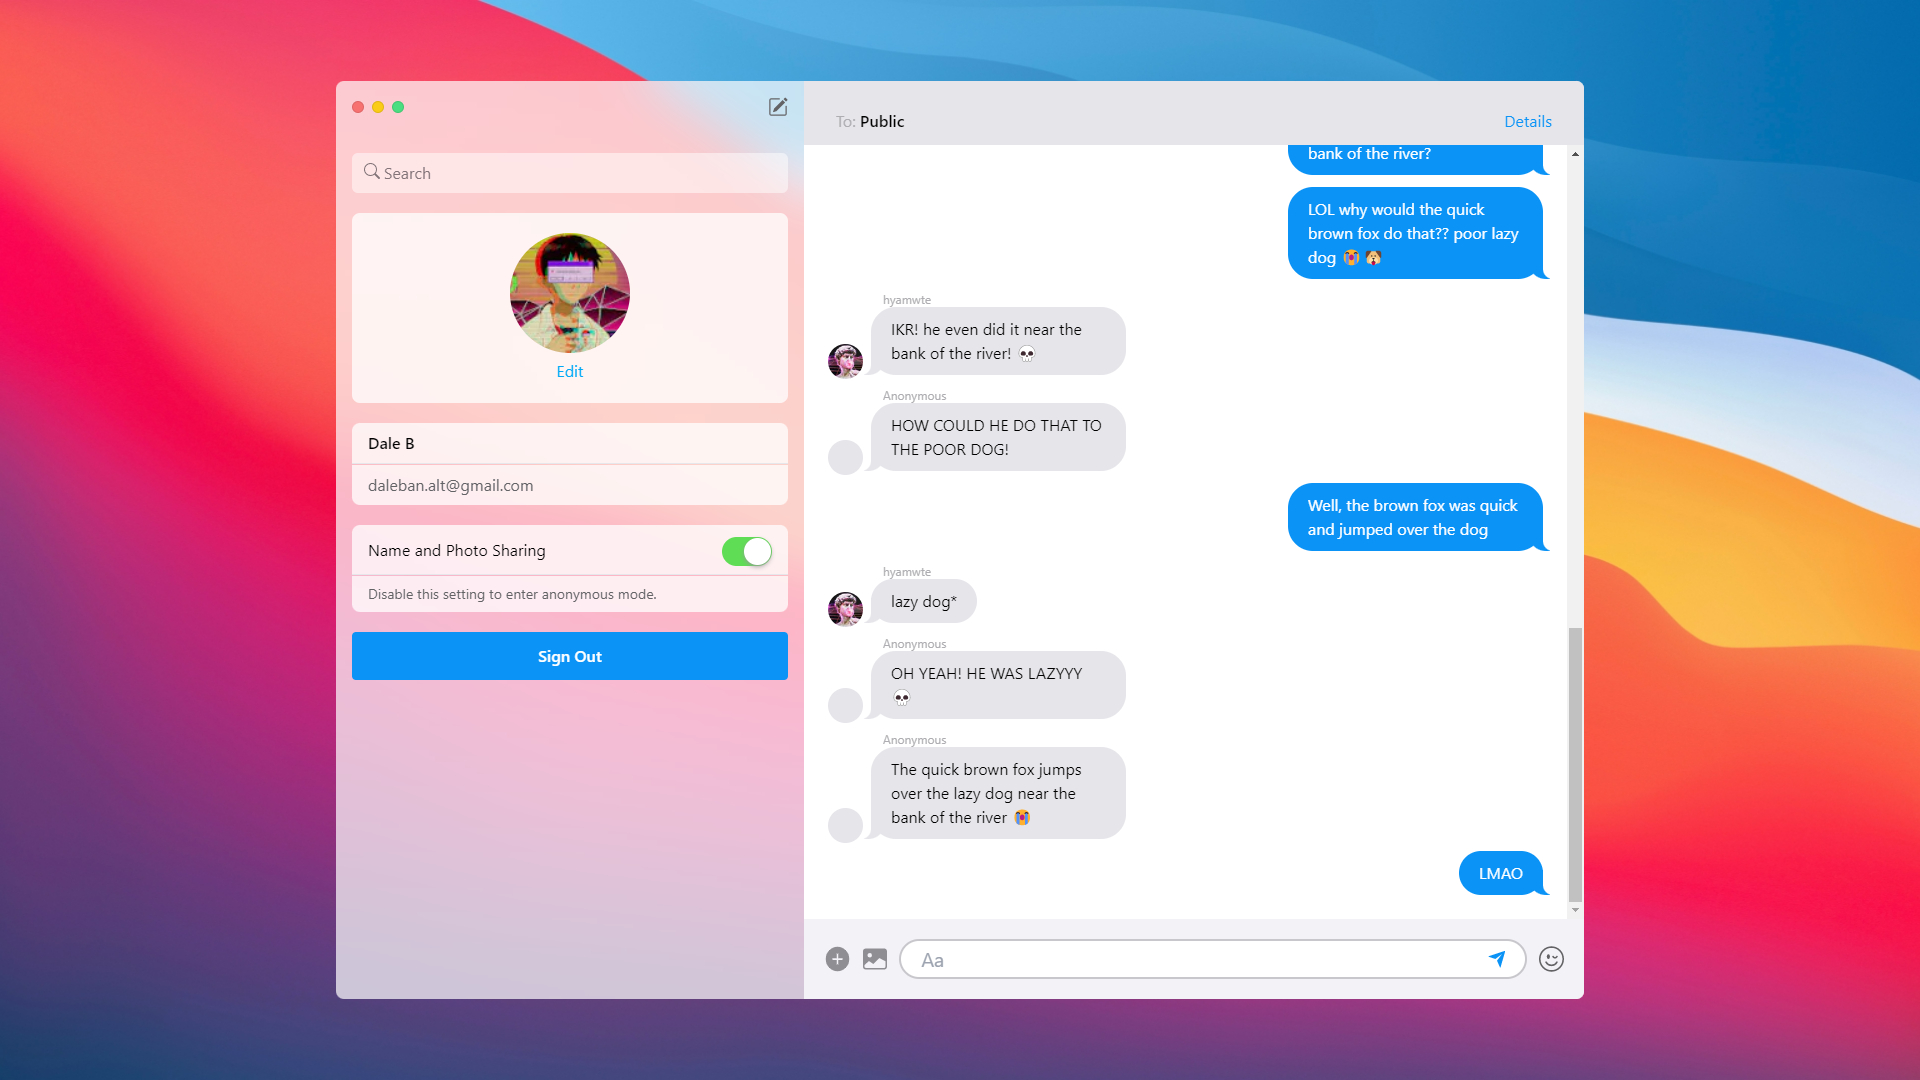 Search
Edit
Dale B
daleban.alt@gmail.com
Name and Photo Sharing
Disable this setting to enter anonymous mode.
Sign Out
To: Public
Details
bank of the river?
LOL why would the quick
brown fox do that?? poor lazy
dog 😭 🐶
hyamwte
IKR! he even did it near the
bank of the river! 💀
Anonymous
HOW COULD HE DO THAT TO
THE POOR DOG!
Well, the brown fox was quick
and jumped over the dog
hyamwte
lazy dog*
Anonymous
OH YEAH! HE WAS LAZYYY
💀
Anonymous
The quick brown fox jumps
over the lazy dog near the
bank of the river 😭
LMAO
Aa